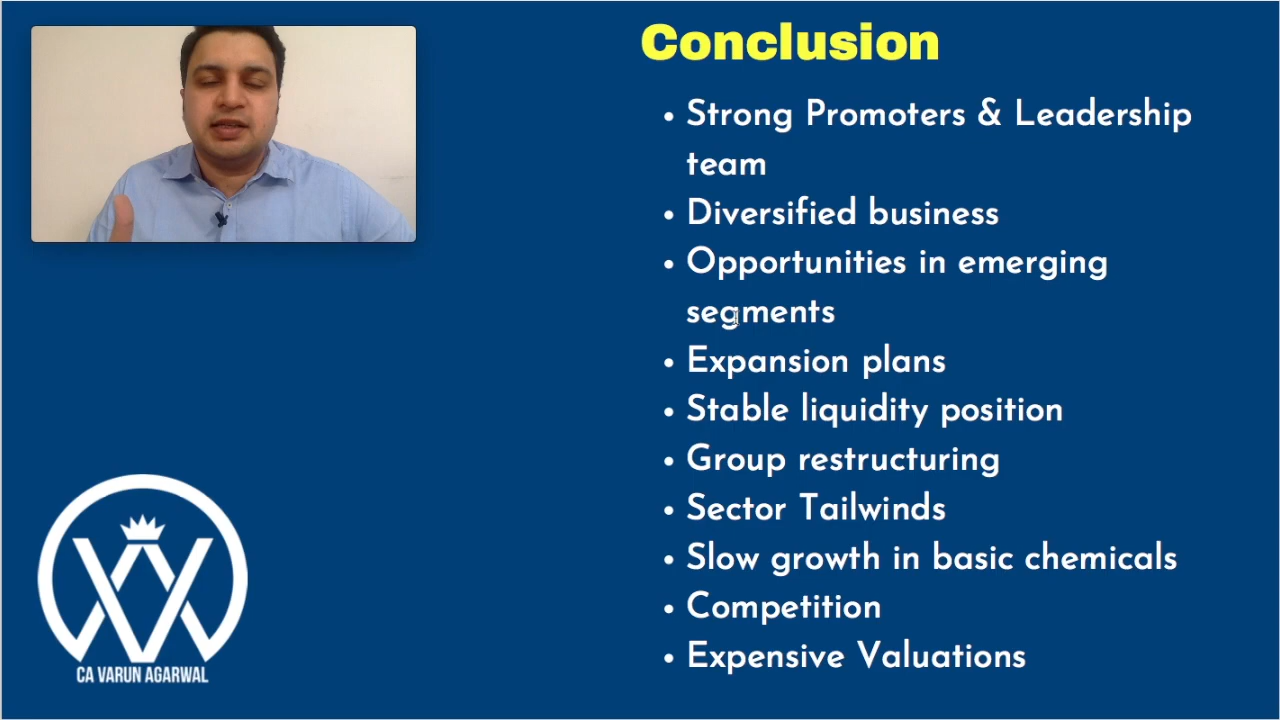 Conclusion
• Strong Promoters & Leadership
team
• Diversified business
• Opportunities in emerging
segments
• Expansion plans
• Stable liquidity position
• Group restructuring
• Sector Tailwinds
• Slow growth in basic chemicals
• Competition
• Expensive Valuations
CA VARUN AGARWAL